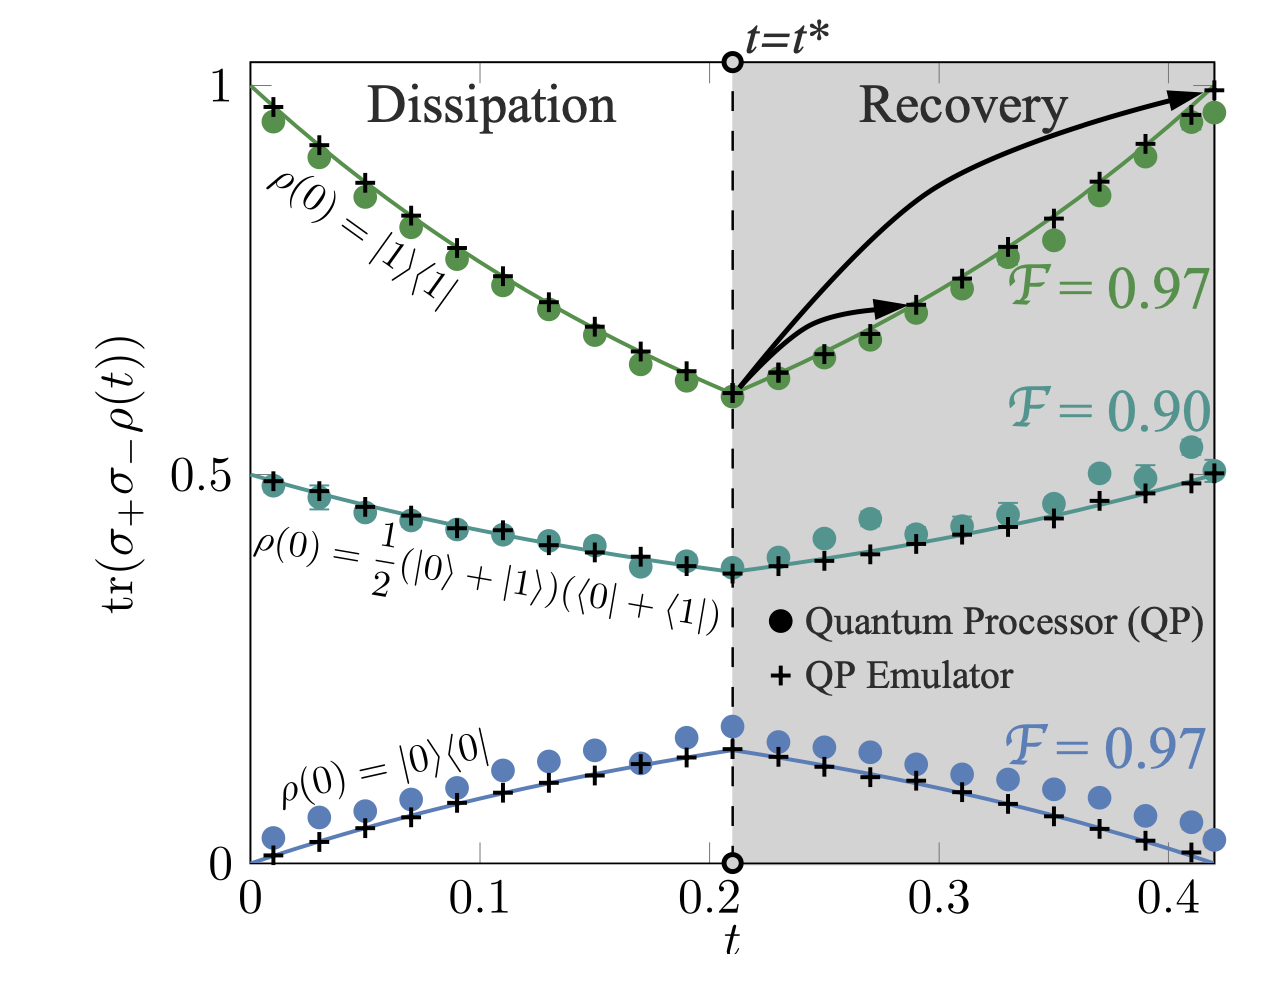 t=t*
1
Dissipation
Recovery
ρ(0) = |1⟩⟨1|
ℱ = 0.97
tr(σ₊σ₋ρ(t))
ℱ = 0.90
0.5
ρ(0) = 1/2(|0⟩ + |1⟩)(⟨0| + ⟨1|)
Quantum Processor (QP)
QP Emulator
ρ(0) = |0⟩⟨0|
ℱ = 0.97
0
0 0.1 0.2 0.3 0.4
t